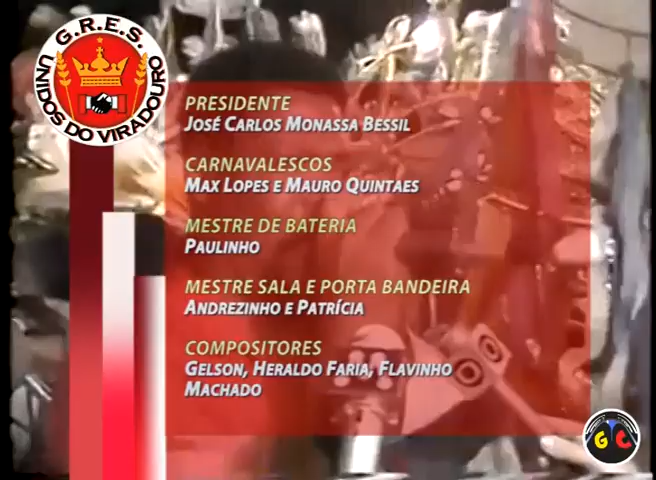 G.R.E.S.
UNIDOS DO VIRADOURO
PRESIDENTE
JOSÉ CARLOS MONASSA BESSIL
CARNAVALESCOS
MAX LOPES E MAURO QUINTAES
MESTRE DE BATERIA
PAULINHO
MESTRE SALA E PORTA BANDEIRA
ANDREZINHO E PATRÍCIA
COMPOSITORES
GELSON, HERALDO FARIA, FLAVINHO
MACHADO
GTC